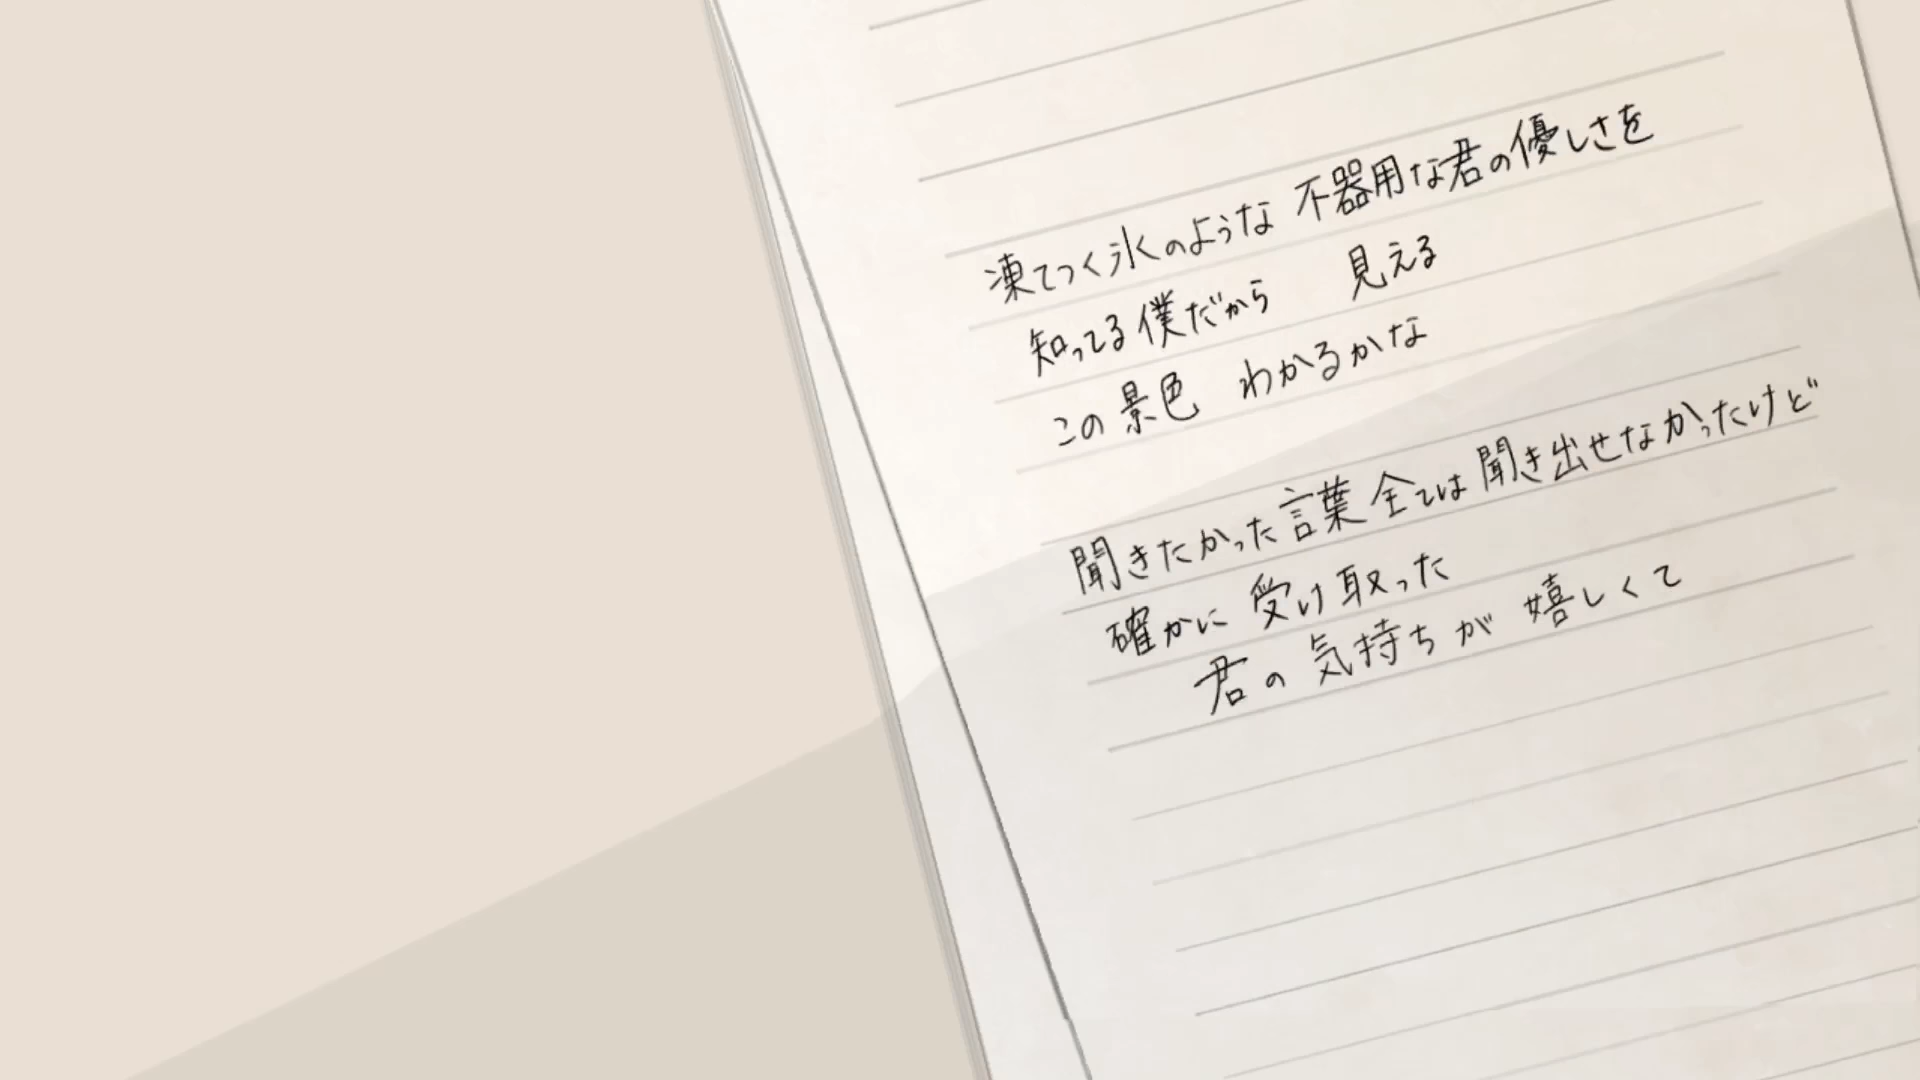 凍てつく氷のような 不器用な君の優しさを
知ってる僕だから 見える
この景色 わかるかな
聞きたかった言葉 全ては聞き出せなかったけど
確かに 受け取った
君の 気持ちが 嬉しくて